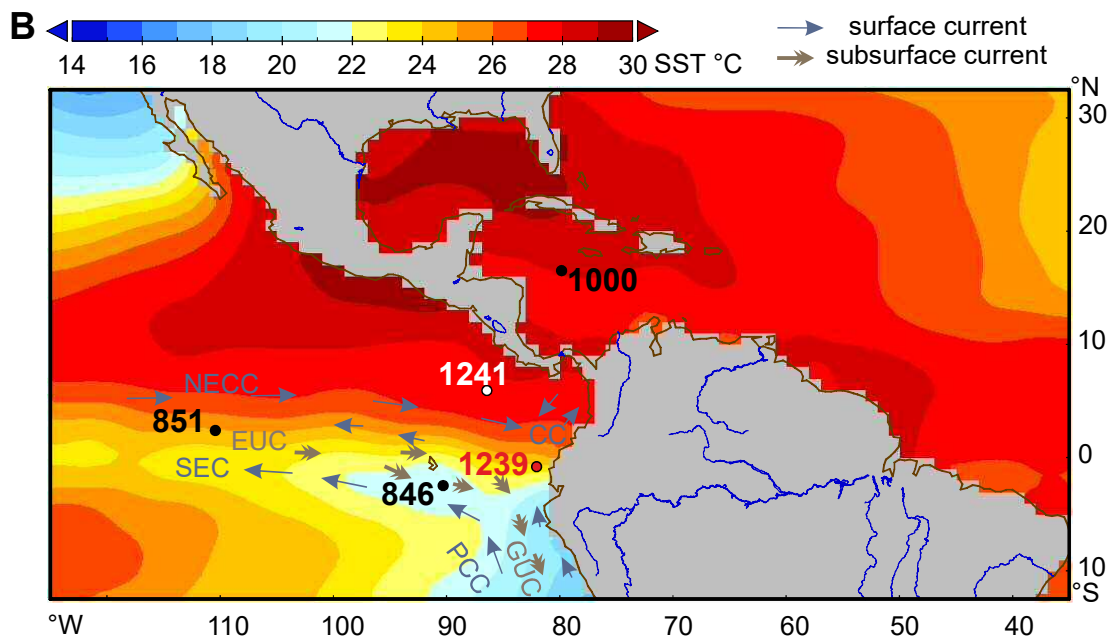 B
surface current
subsurface current
14 16 18 20 22 24 26 28 30 SST °C
°N
30
20
1000
10
1241
NECC
851
EUC
CC
0
SEC
1239
846
PCC
GUC
10
°S
°W 110 100 90 80 70 60 50 40